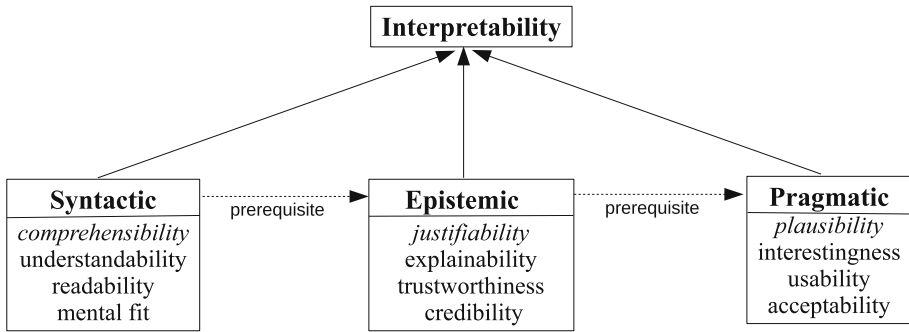 Interpretability
Syntactic
comprehensibility
understandability
readability
mental fit
prerequisite
Epistemic
justifiability
explainability
trustworthiness
credibility
prerequisite
Pragmatic
plausibility
interestingness
usability
acceptability